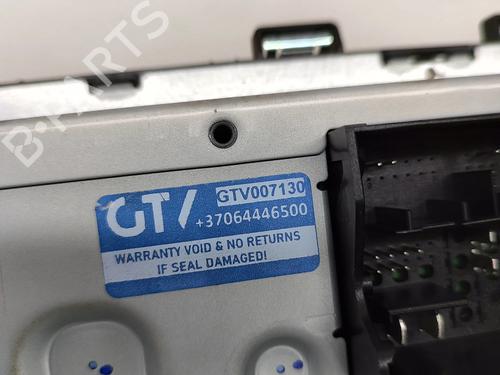 B-PARTS
GTV
GTV007130
+37064446500
WARRANTY VOID & NO RETURNS
IF SEAL DAMAGED!